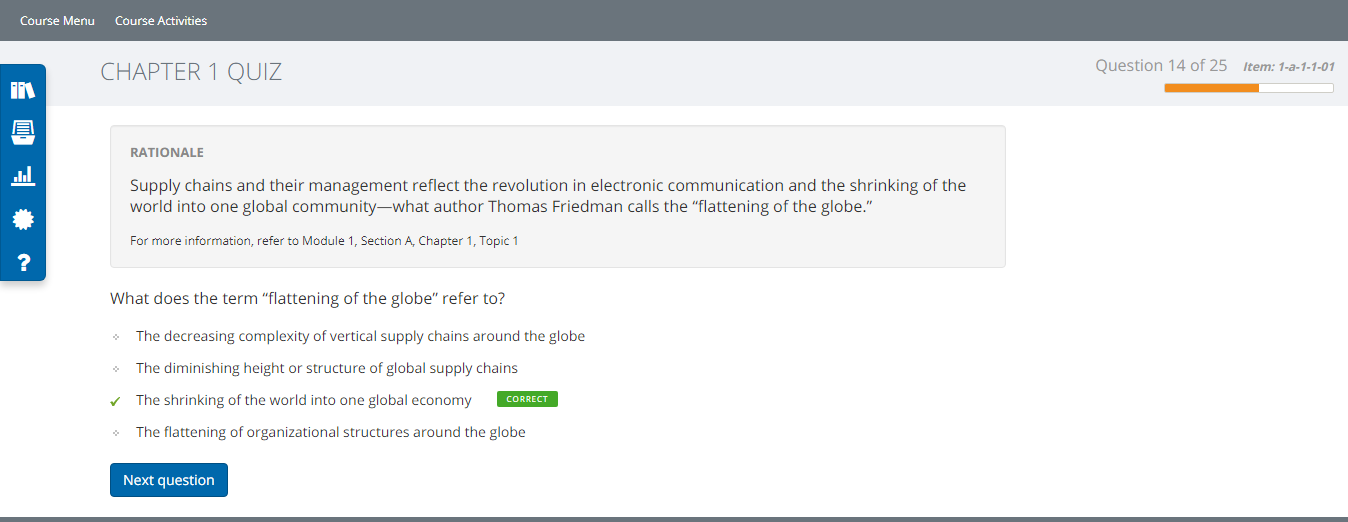 Course Menu Course Activities
CHAPTER 1 QUIZ
Question 14 of 25 Item: 1-a-1-1-01
RATIONALE
Supply chains and their management reflect the revolution in electronic communication and the shrinking of the
world into one global community—what author Thomas Friedman calls the “flattening of the globe.”
For more information, refer to Module 1, Section A, Chapter 1, Topic 1
What does the term “flattening of the globe” refer to?
The decreasing complexity of vertical supply chains around the globe
The diminishing height or structure of global supply chains
The shrinking of the world into one global economy CORRECT
The flattening of organizational structures around the globe
Next question